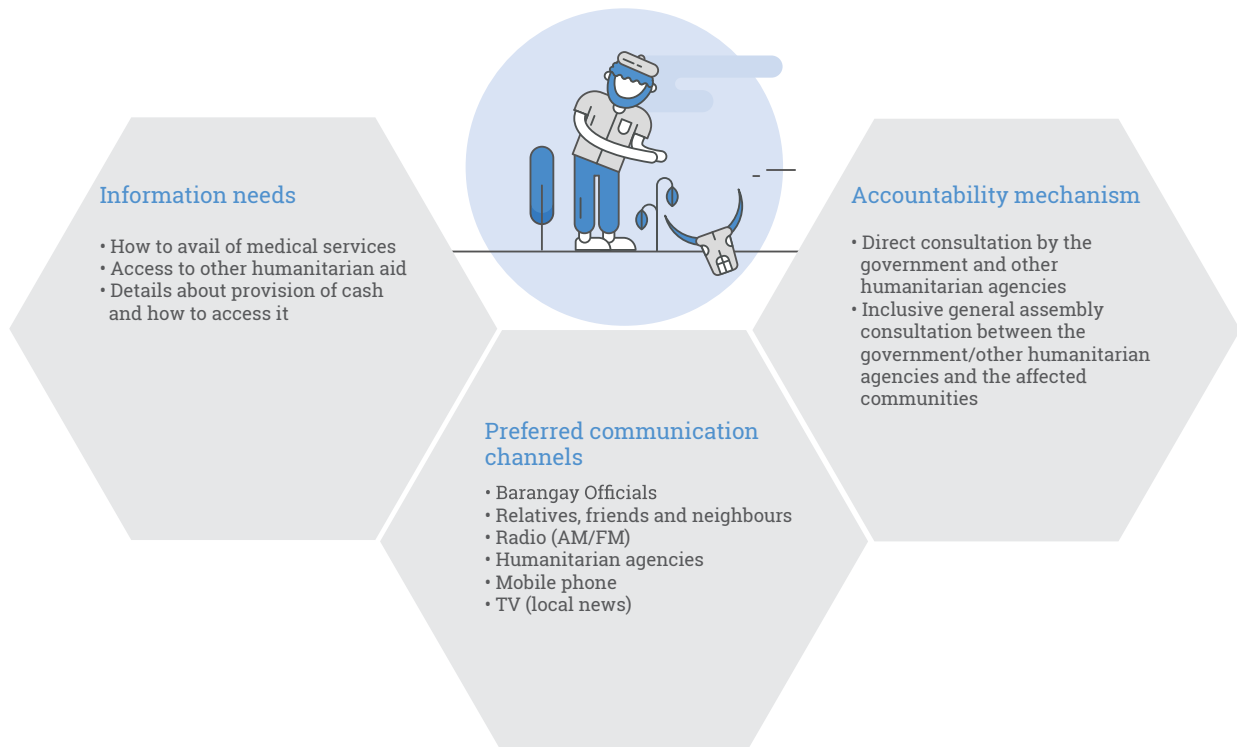 Information needs
• How to avail of medical services
• Access to other humanitarian aid
• Details about provision of cash
and how to access it
Preferred communication
channels
• Barangay Officials
• Relatives, friends and neighbours
• Radio (AM/FM)
• Humanitarian agencies
• Mobile phone
• TV (local news)
Accountability mechanism
• Direct consultation by the
government and other
humanitarian agencies
• Inclusive general assembly
consultation between the
government/other humanitarian
agencies and the affected
communities